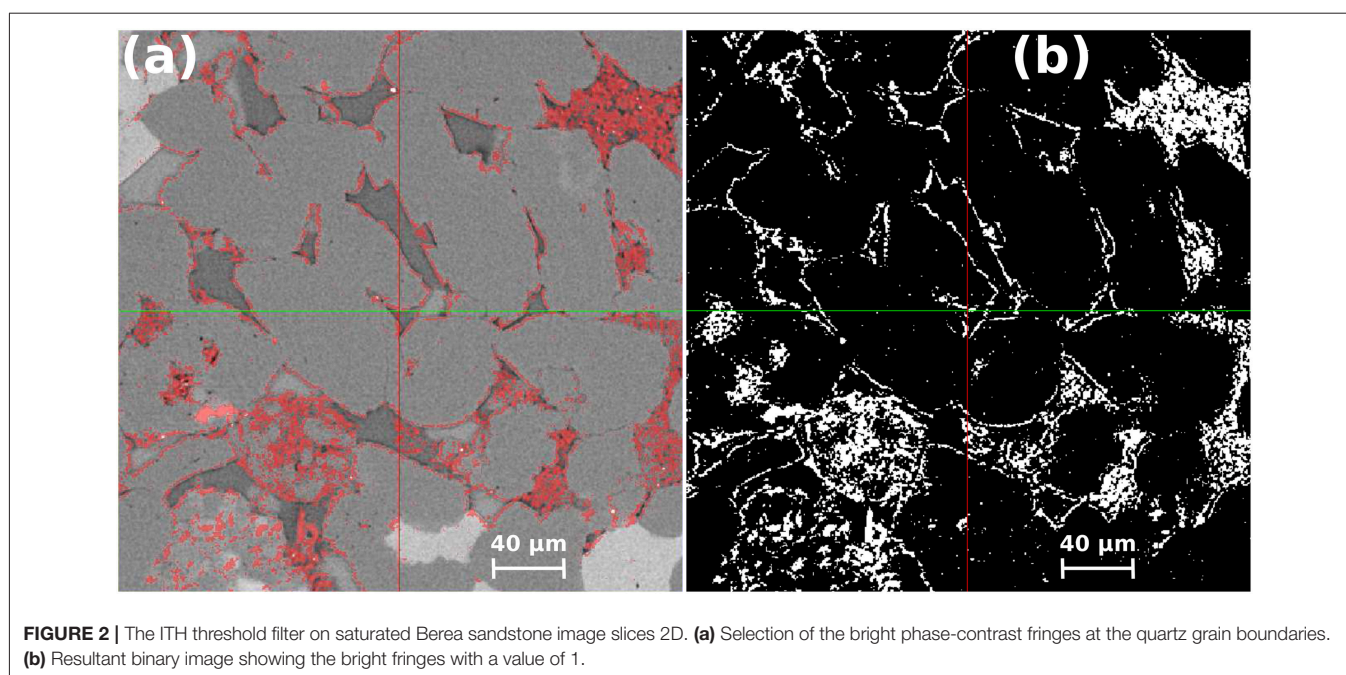 (a) (b)
40 μm 40 μm
FIGURE 2 | The ITH threshold filter on saturated Berea sandstone image slices 2D. (a) Selection of the bright phase-contrast fringes at the quartz grain boundaries.
(b) Resultant binary image showing the bright fringes with a value of 1.